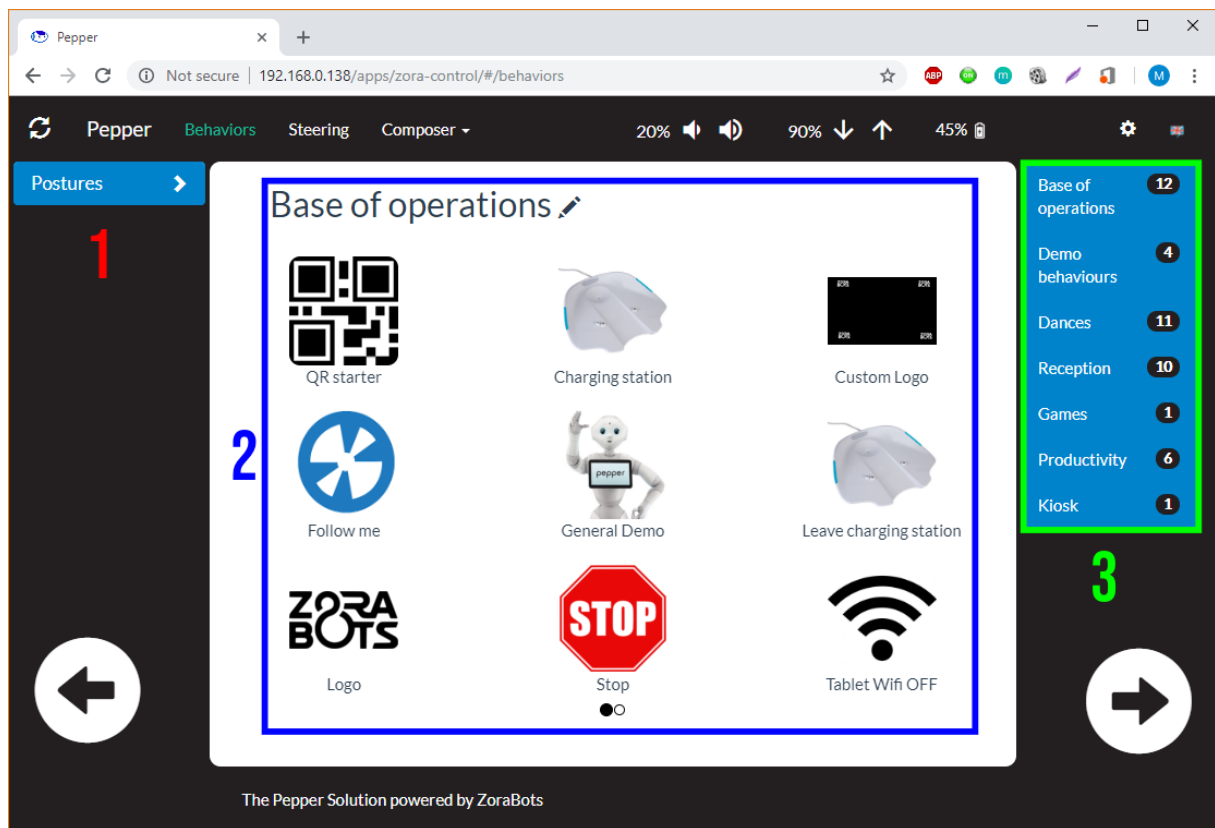 Pepper
Not secure | 192.168.0.138/apps/zora-control/#/behaviors
ABP
m
M
Pepper Behaviors Steering Composer 20% 90% 45%
Postures
1
Base of operations
QR starter
Charging station
Custom Logo
2
Follow me
pepper
General Demo
Leave charging station
ZORA
BOTS
Logo
STOP
Stop
Tablet Wifi OFF
Base of
operations
12
Demo
behaviours
4
Dances 11
Reception 10
Games 1
Productivity 6
Kiosk 1
3
The Pepper Solution powered by ZoraBots